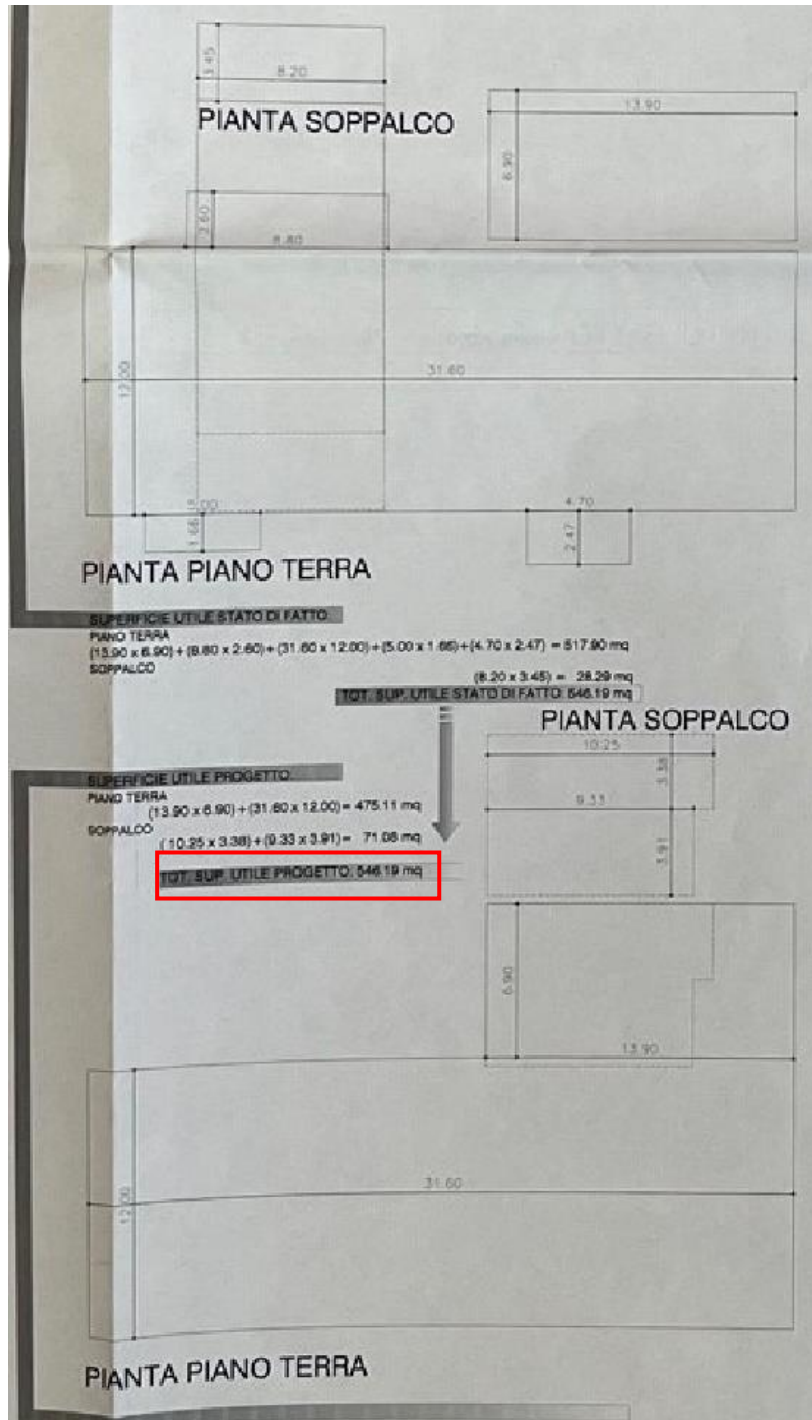 3.45
8.20
PIANTA SOPPALCO
13.90
6.90
2.60
8.80
12.00
31.60
5.00
1.66
4.70
2.47
PIANTA PIANO TERRA
SUPERFICIE UTILE STATO DI FATTO:
PIANO TERRA
(13.90 x 6.90)+(8.80 x 2.60)+(31.60 x 12.00)+(5.00 x 1.66)+(4.70 x 2.47) = 517.90 mq
SOPPALCO
(8.20 x 3.45) = 28.29 mq
TOT. SUP. UTILE STATO DI FATTO: 546.19 mq
PIANTA SOPPALCO
10.25
3.38
9.33
3.91
SUPERFICIE UTILE PROGETTO:
PIANO TERRA
(13.90 x 6.90)+(31.60 x 12.00)= 475.11 mq
SOPPALCO
(10.25 x 3.38)+(9.33 x 3.91)= 71.08 mq
TOT. SUP. UTILE PROGETTO: 546.19 mq
6.90
13.90
31.60
12.00
PIANTA PIANO TERRA